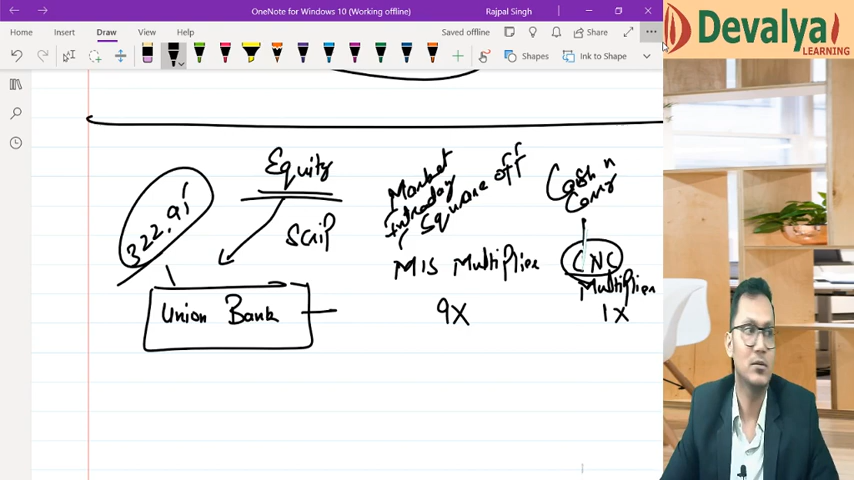 OneNote for Windows 10 (Working offline)
Rajpal Singh
Home Insert Draw View Help
Saved offline
Share
Shapes
Ink to Shape
Devalya
LEARNING
Equity
Scrip
322.91
Union Bank
Market
Intraday
Square off
MIS Multiplier
9X
Cash n
Carry
CNC
Multiplier
1X